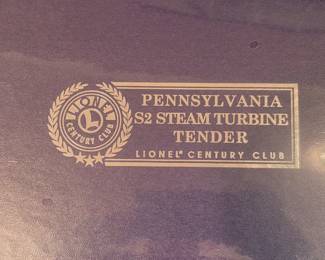 LIONEL
L
CENTURY CLUB
PENNSYLVANIA
S2 STEAM TURBINE
TENDER
LIONEL® CENTURY CLUB